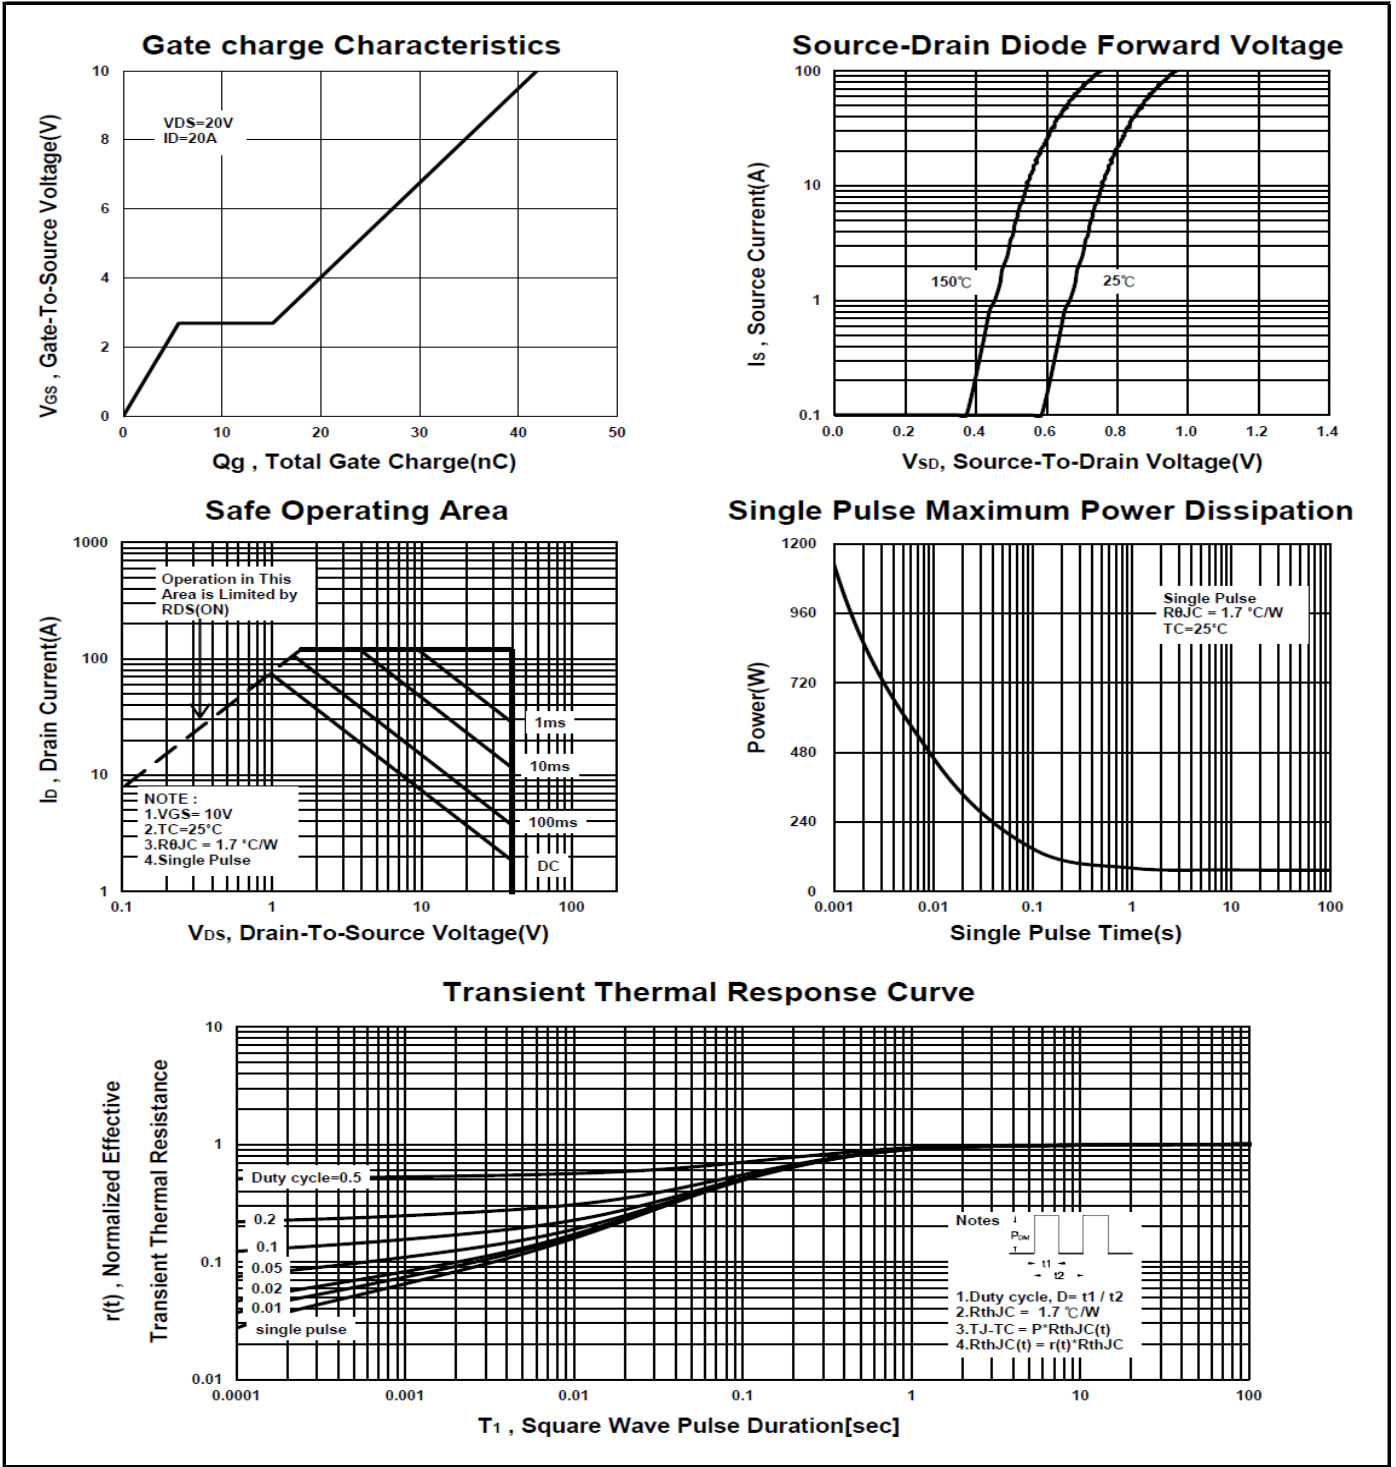 Gate charge Characteristics
10
8
6
4
2
0
VDS=20V
ID=20A
VGS , Gate-To-Source Voltage(V)
0 10 20 30 40 50
Qg , Total Gate Charge(nC)
Source-Drain Diode Forward Voltage
100
10
1
0.1
150℃
25℃
IS , Source Current(A)
0.0 0.2 0.4 0.6 0.8 1.0 1.2 1.4
VSD, Source-To-Drain Voltage(V)
Safe Operating Area
1000
100
10
1
Operation in This
Area is Limited by
RDS(ON)
ID , Drain Current(A)
1ms
10ms
100ms
DC
NOTE :
1.VGS= 10V
2.TC=25°C
3.RθJC = 1.7 °C/W
4.Single Pulse
0.1 1 10 100
VDS, Drain-To-Source Voltage(V)
Single Pulse Maximum Power Dissipation
1200
960
720
480
240
0
Single Pulse
RθJC = 1.7 °C/W
TC=25°C
Power(W)
0.001 0.01 0.1 1 10 100
Single Pulse Time(s)
Transient Thermal Response Curve
10
1
0.1
0.01
r(t) , Normalized Effective
Transient Thermal Resistance
Duty cycle=0.5
0.2
0.1
0.05
0.02
0.01
single pulse
Notes
PDM
t1
t2
1.Duty cycle, D= t1 / t2
2.RthJC = 1.7 ℃/W
3.TJ-TC = P*RthJC(t)
4.RthJC(t) = r(t)*RthJC
0.0001 0.001 0.01 0.1 1 10 100
T1 , Square Wave Pulse Duration[sec]